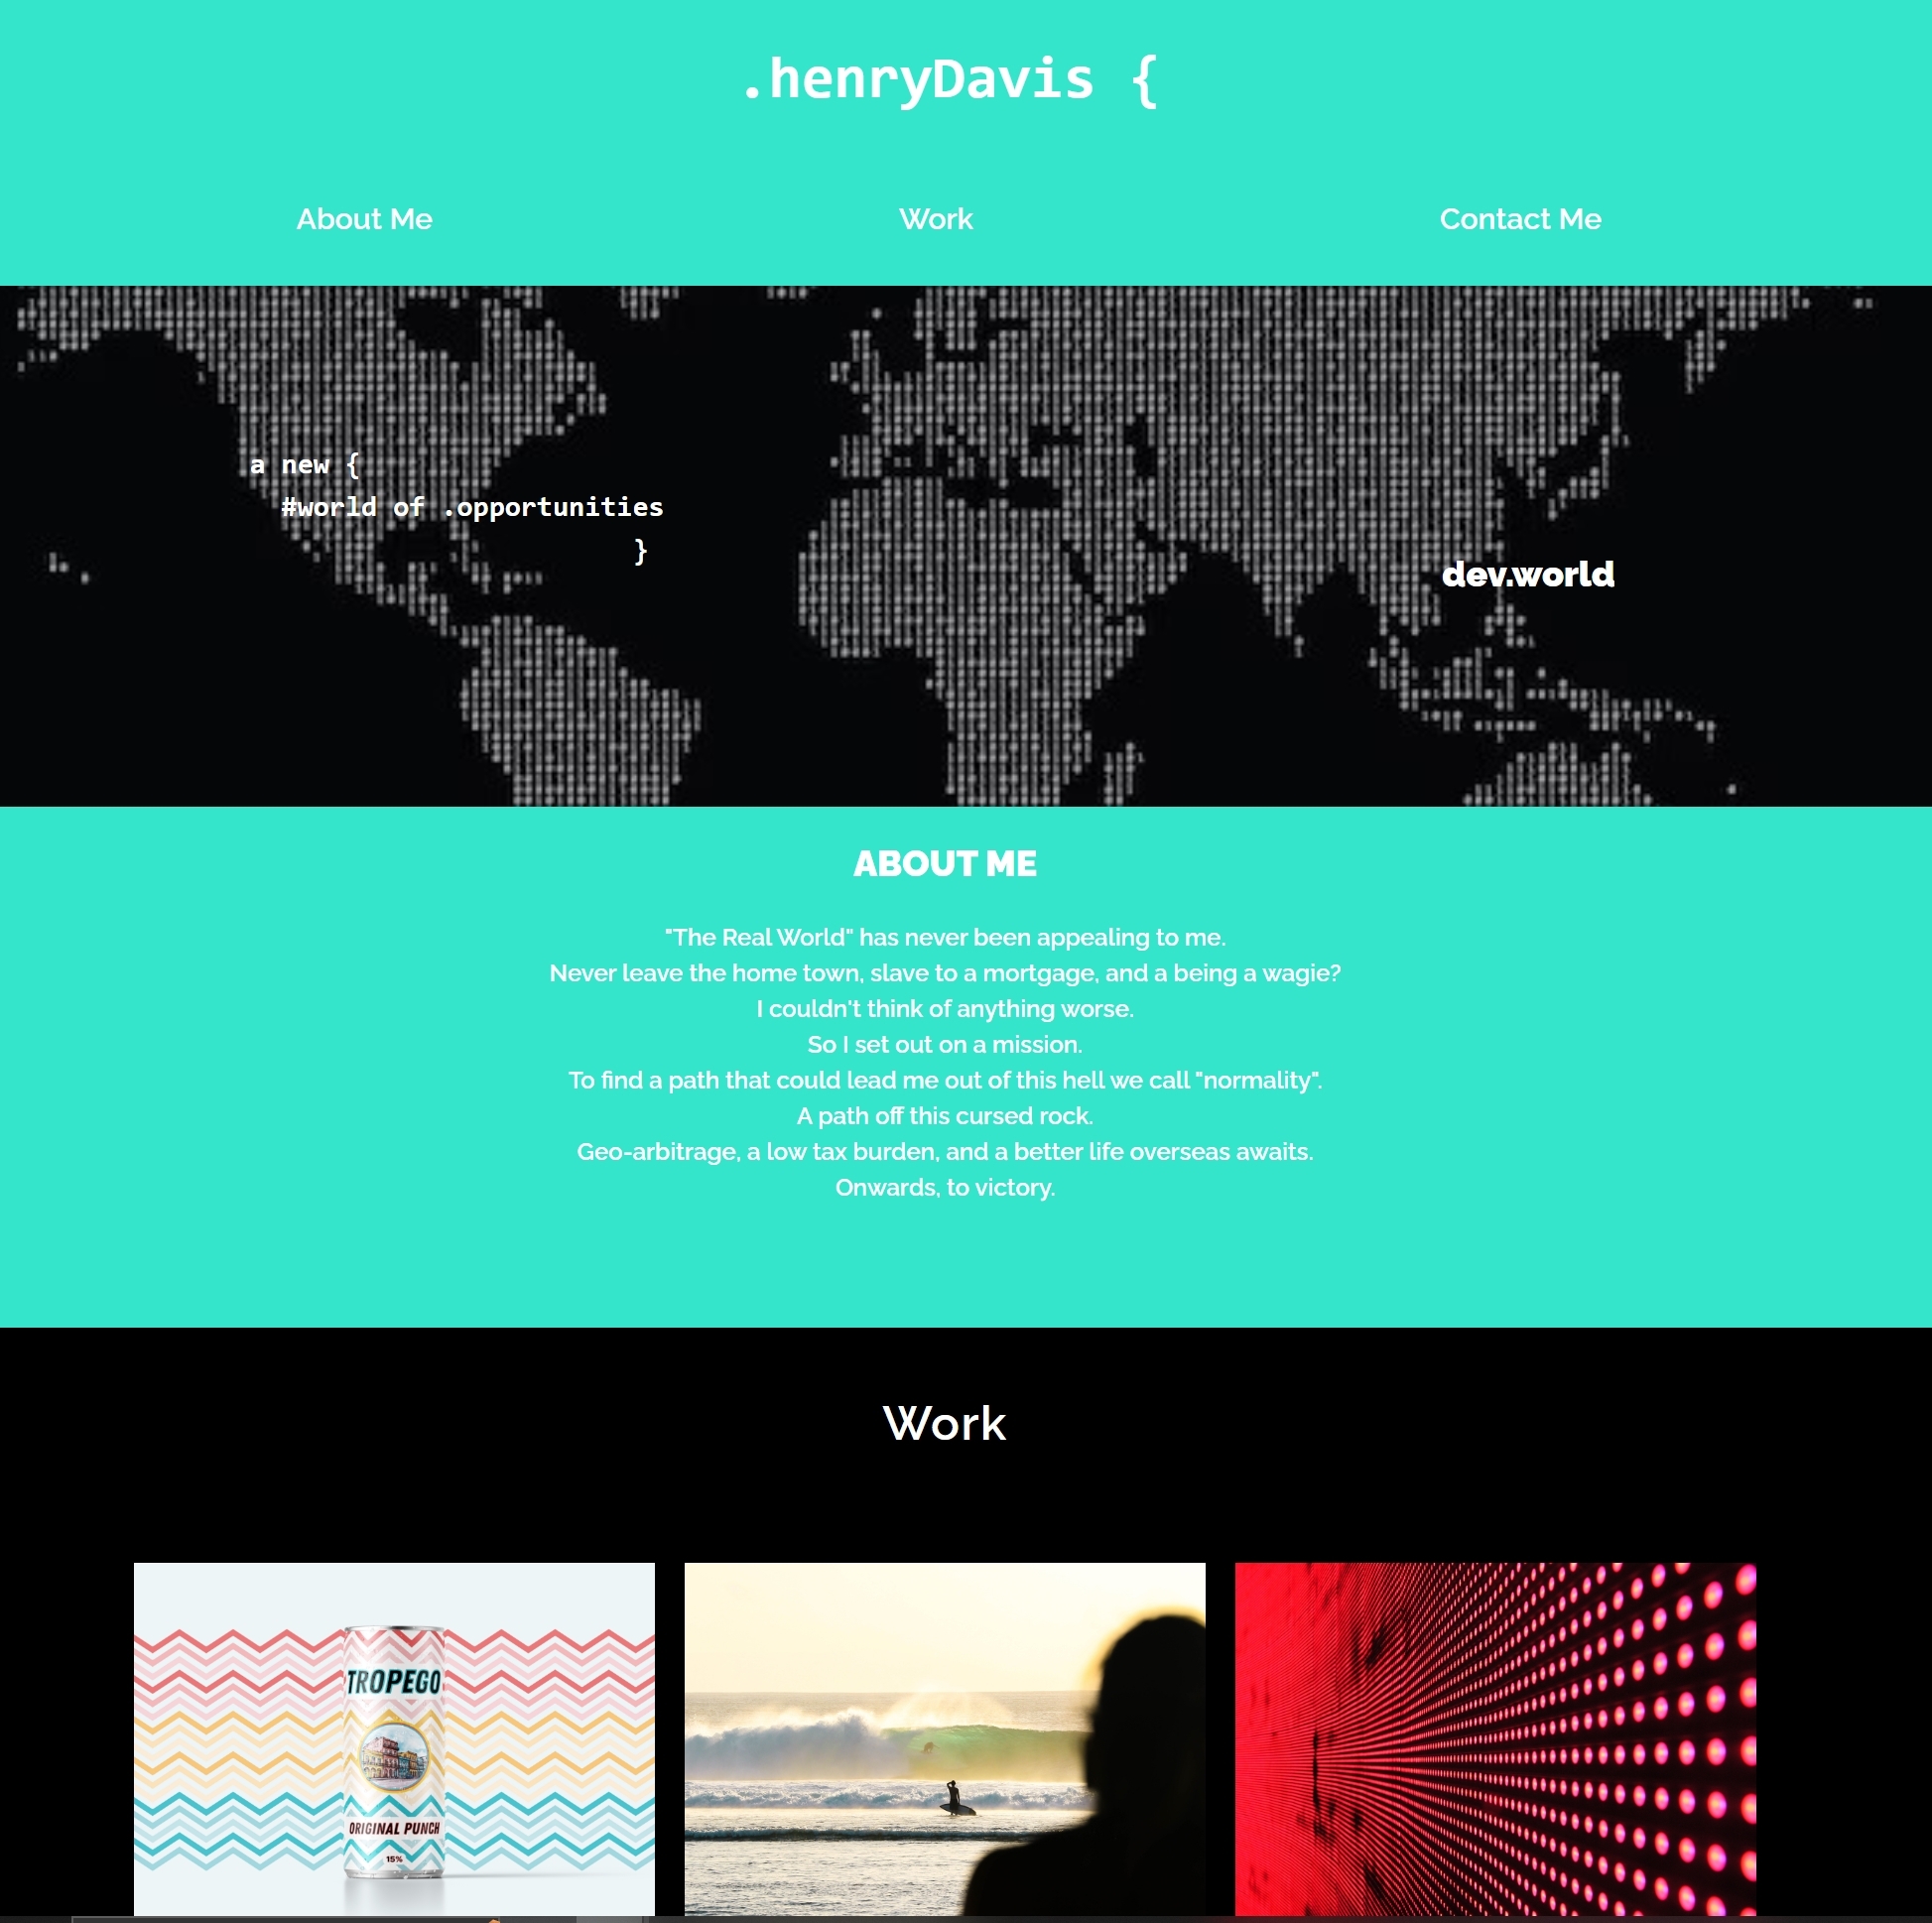 .henryDavis {
About Me
Work
Contact Me
a new {
#world of .opportunities
}
dev.world
ABOUT ME
"The Real World" has never been appealing to me.
Never leave the home town, slave to a mortgage, and a being a wagie?
I couldn't think of anything worse.
So I set out on a mission.
To find a path that could lead me out of this hell we call "normality".
A path off this cursed rock.
Geo-arbitrage, a low tax burden, and a better life overseas awaits.
Onwards, to victory.
Work
TROPEGO
ORIGINAL PUNCH
15%